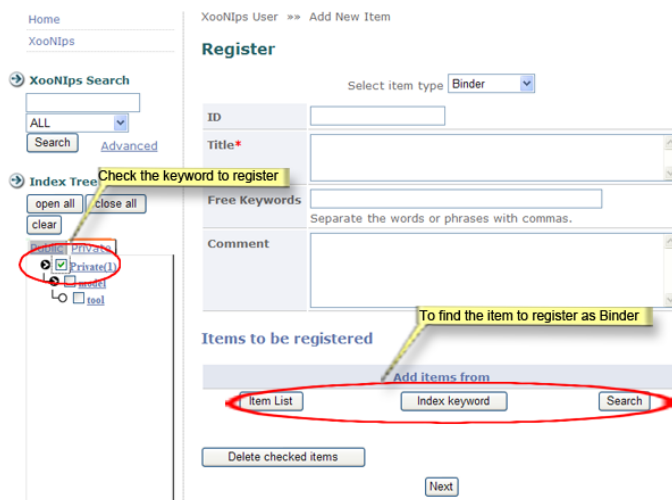 Home
XooNIps
XooNIps Search
ALL
Search Advanced
Index Tree
open all close all
clear
Public Private
Private(1)
model
tool
Check the keyword to register
XooNIps User »» Add New Item
Register
Select item type Binder
ID
Title*
Free Keywords
Separate the words or phrases with commas.
Comment
To find the item to register as Binder
Items to be registered
Add items from
Item List Index keyword Search
Delete checked items
Next